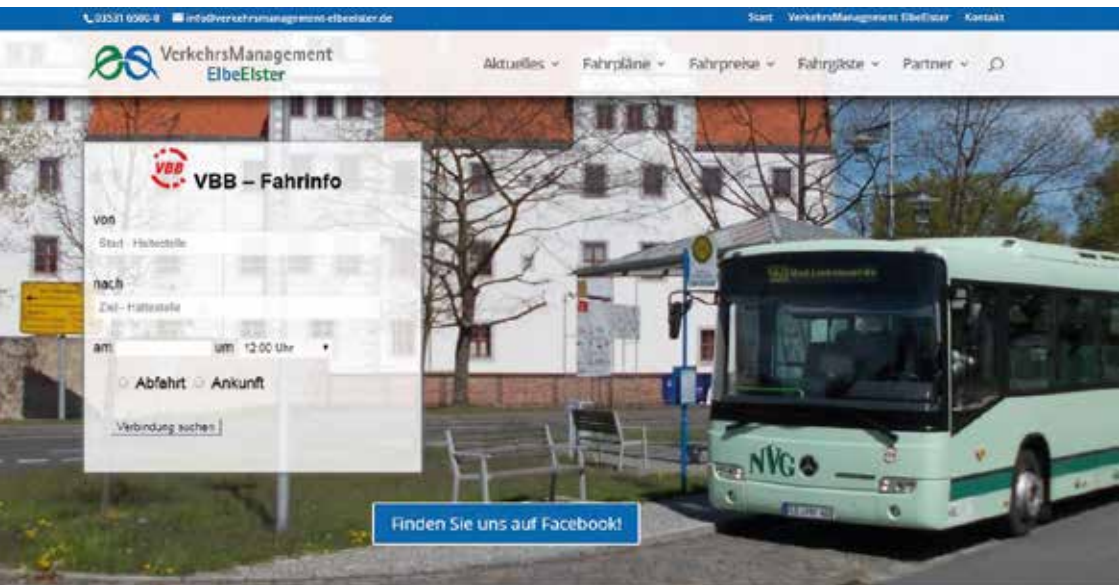 03531 6500-0 info@verkehrsmanagement-elbeelster.de Start VerkehrsManagement ElbeElster Kontakt
VerkehrsManagement
ElbeElster
Aktuelles Fahrpläne Fahrpreise Fahrgäste Partner
VBB
VBB – Fahrinfo
von
Start - Haltestelle
nach
Ziel - Haltestelle
am um 12:00 Uhr
Abfahrt Ankunft
Verbindung suchen
NVG
Finden Sie uns auf Facebook!